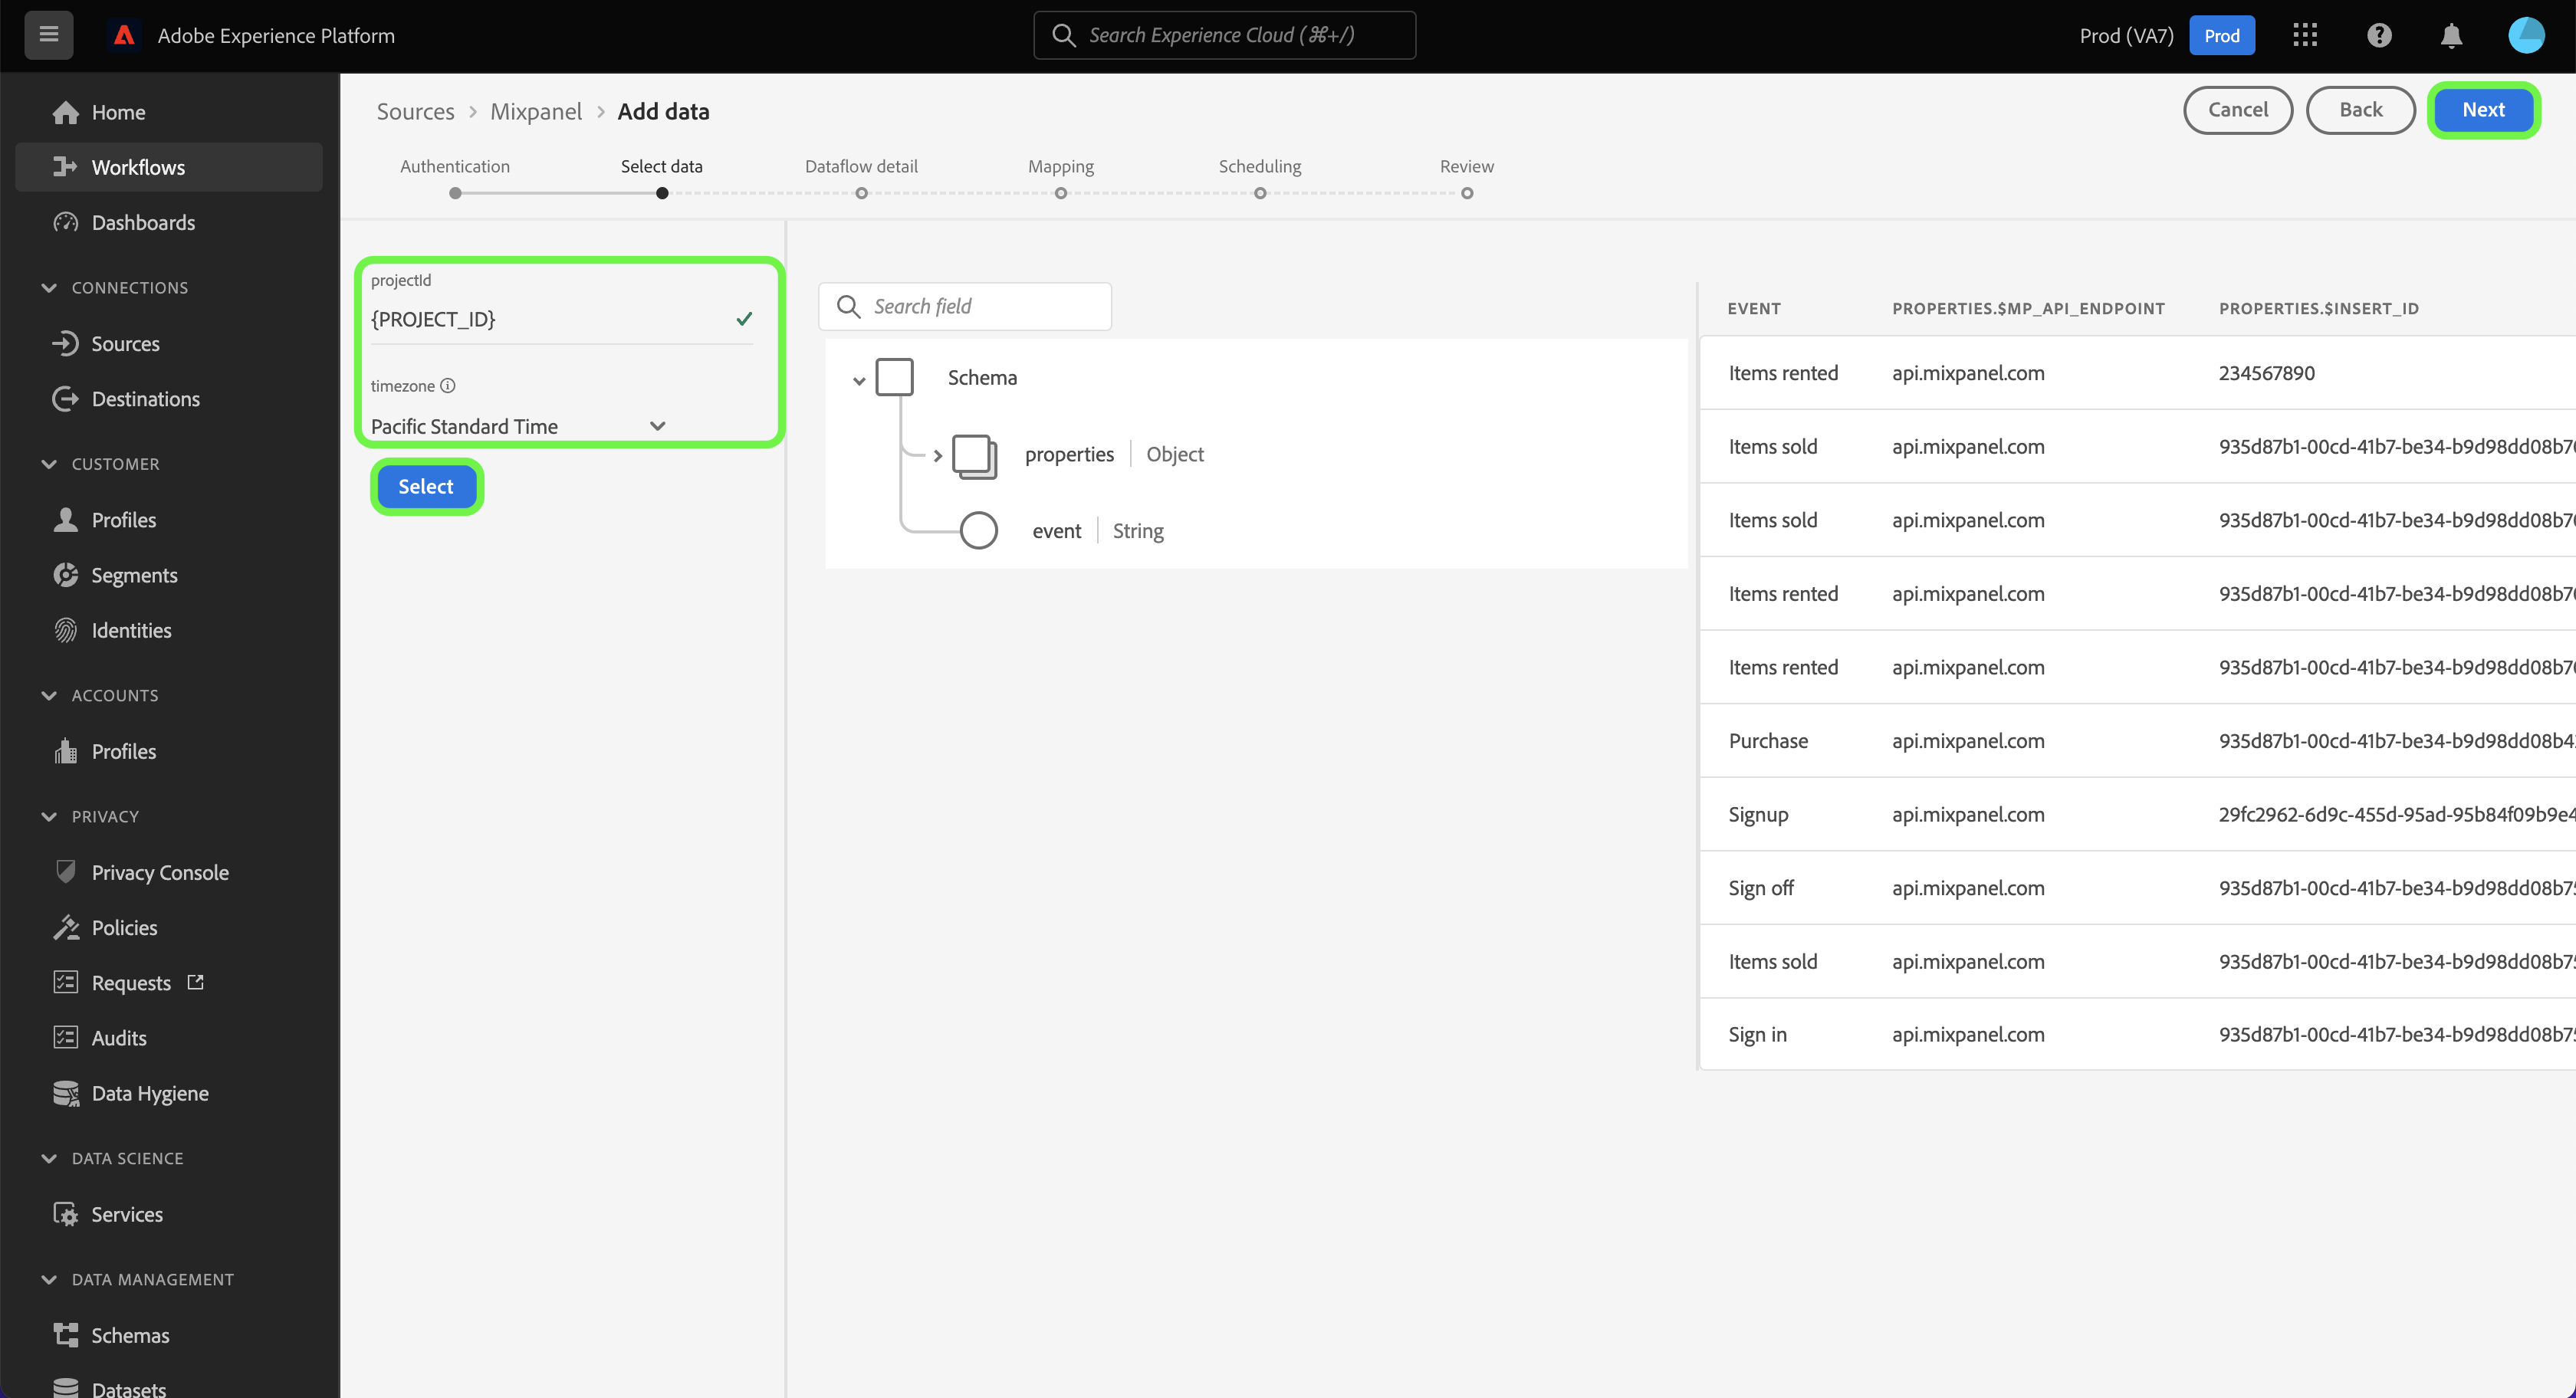 Adobe Experience Platform
Search Experience Cloud (⌘+/)
Prod (VA7)
Prod
Home
Workflows
Dashboards
CONNECTIONS
Sources
Destinations
CUSTOMER
Profiles
Segments
Identities
ACCOUNTS
Profiles
PRIVACY
Privacy Console
Policies
Requests
Audits
Data Hygiene
DATA SCIENCE
Services
DATA MANAGEMENT
Schemas
Datasets
Sources > Mixpanel > Add data
Cancel
Back
Next
Authentication
Select data
Dataflow detail
Mapping
Scheduling
Review
projectId
{PROJECT_ID}
timezone
Pacific Standard Time
Select
Search field
Schema
properties | Object
event | String
EVENT PROPERTIES.$MP_API_ENDPOINT PROPERTIES.$INSERT_ID
Items rented api.mixpanel.com 234567890
Items sold api.mixpanel.com 935d87b1-00cd-41b7-be34-b9d98dd08b7
Items sold api.mixpanel.com 935d87b1-00cd-41b7-be34-b9d98dd08b7
Items rented api.mixpanel.com 935d87b1-00cd-41b7-be34-b9d98dd08b7
Items rented api.mixpanel.com 935d87b1-00cd-41b7-be34-b9d98dd08b7
Purchase api.mixpanel.com 935d87b1-00cd-41b7-be34-b9d98dd08b4
Signup api.mixpanel.com 29fc2962-6d9c-455d-95ad-95b84f09b9e4
Sign off api.mixpanel.com 935d87b1-00cd-41b7-be34-b9d98dd08b75
Items sold api.mixpanel.com 935d87b1-00cd-41b7-be34-b9d98dd08b75
Sign in api.mixpanel.com 935d87b1-00cd-41b7-be34-b9d98dd08b75